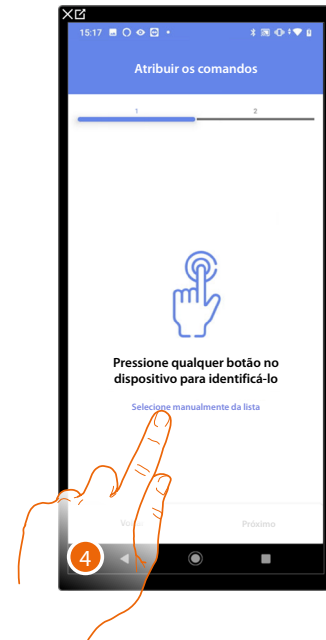 15:17
Atribuir os comandos
1 2
Pressione qualquer botão no
dispositivo para identificá-lo
Selecione manualmente da lista
Próximo
4